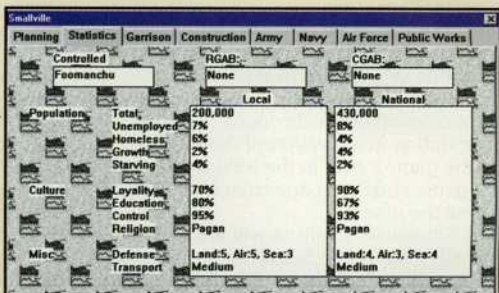 Smallville
Planning Statistics Garrison Construction Army Navy Air Force Public Works
Controlled RGAB: CGAB:
Foomanchu None None
Local National
Population Total: 200,000 430,000
Unemployed 7% 8%
Homeless 6% 4%
Growth 2% 4%
Starving 4% 2%
Culture Loyality 70% 90%
Education 80% 67%
Control 95% 93%
Religion Pagan Pagan
Misc Defense Land:5, Air:5, Sea:3 Land:4, Air:3, Sea:4
Transport Medium Medium